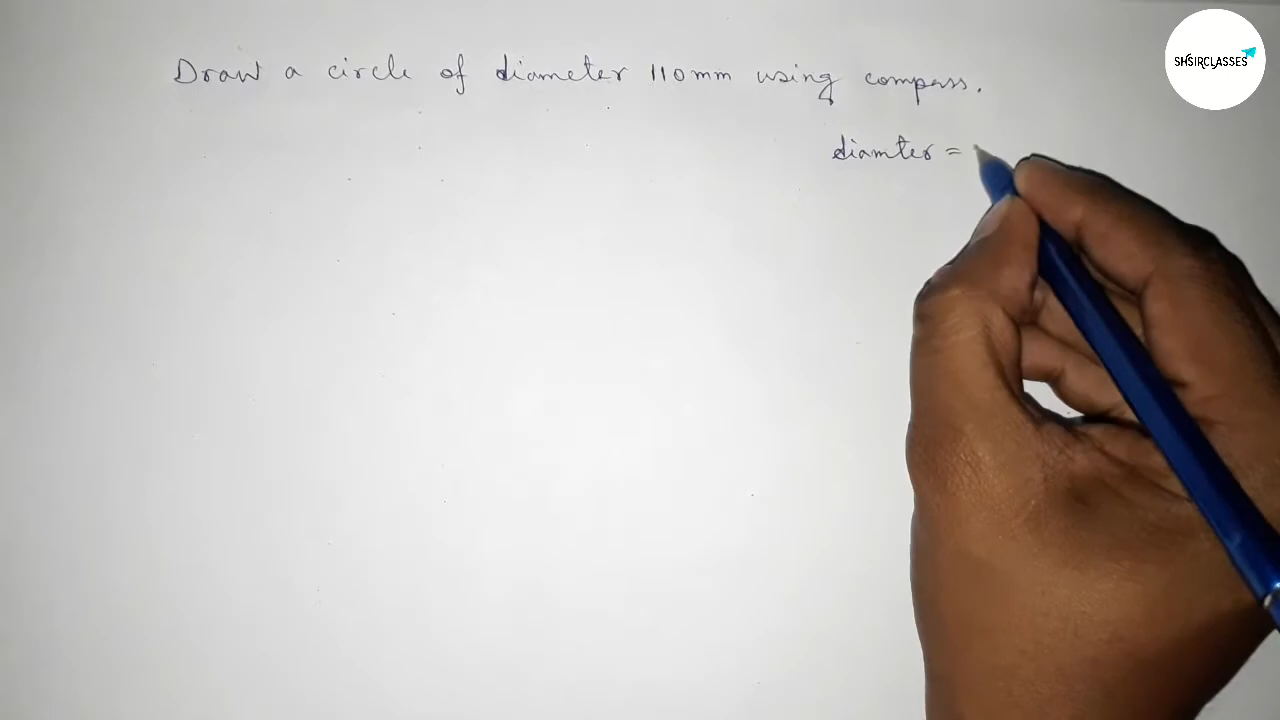 SHSIRCLASSES
Draw a circle of diameter 110mm using compass.
diamter =